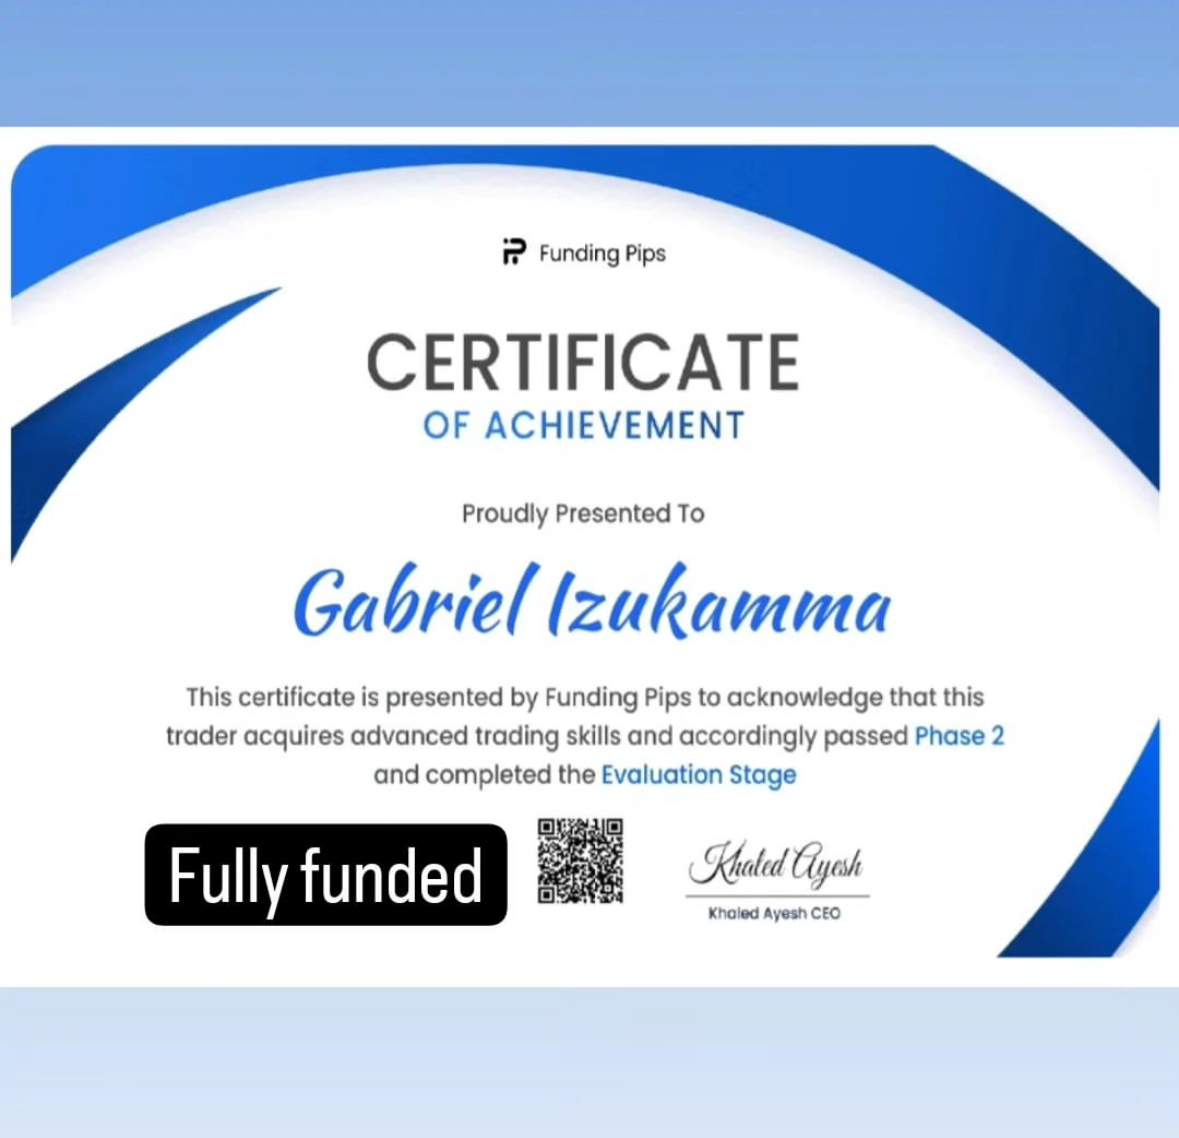 Funding Pips
CERTIFICATE
OF ACHIEVEMENT
Proudly Presented To
Gabriel Izukamma
This certificate is presented by Funding Pips to acknowledge that this
trader acquires advanced trading skills and accordingly passed Phase 2
and completed the Evaluation Stage
Fully funded
Khaled Ayesh
Khaled Ayesh CEO